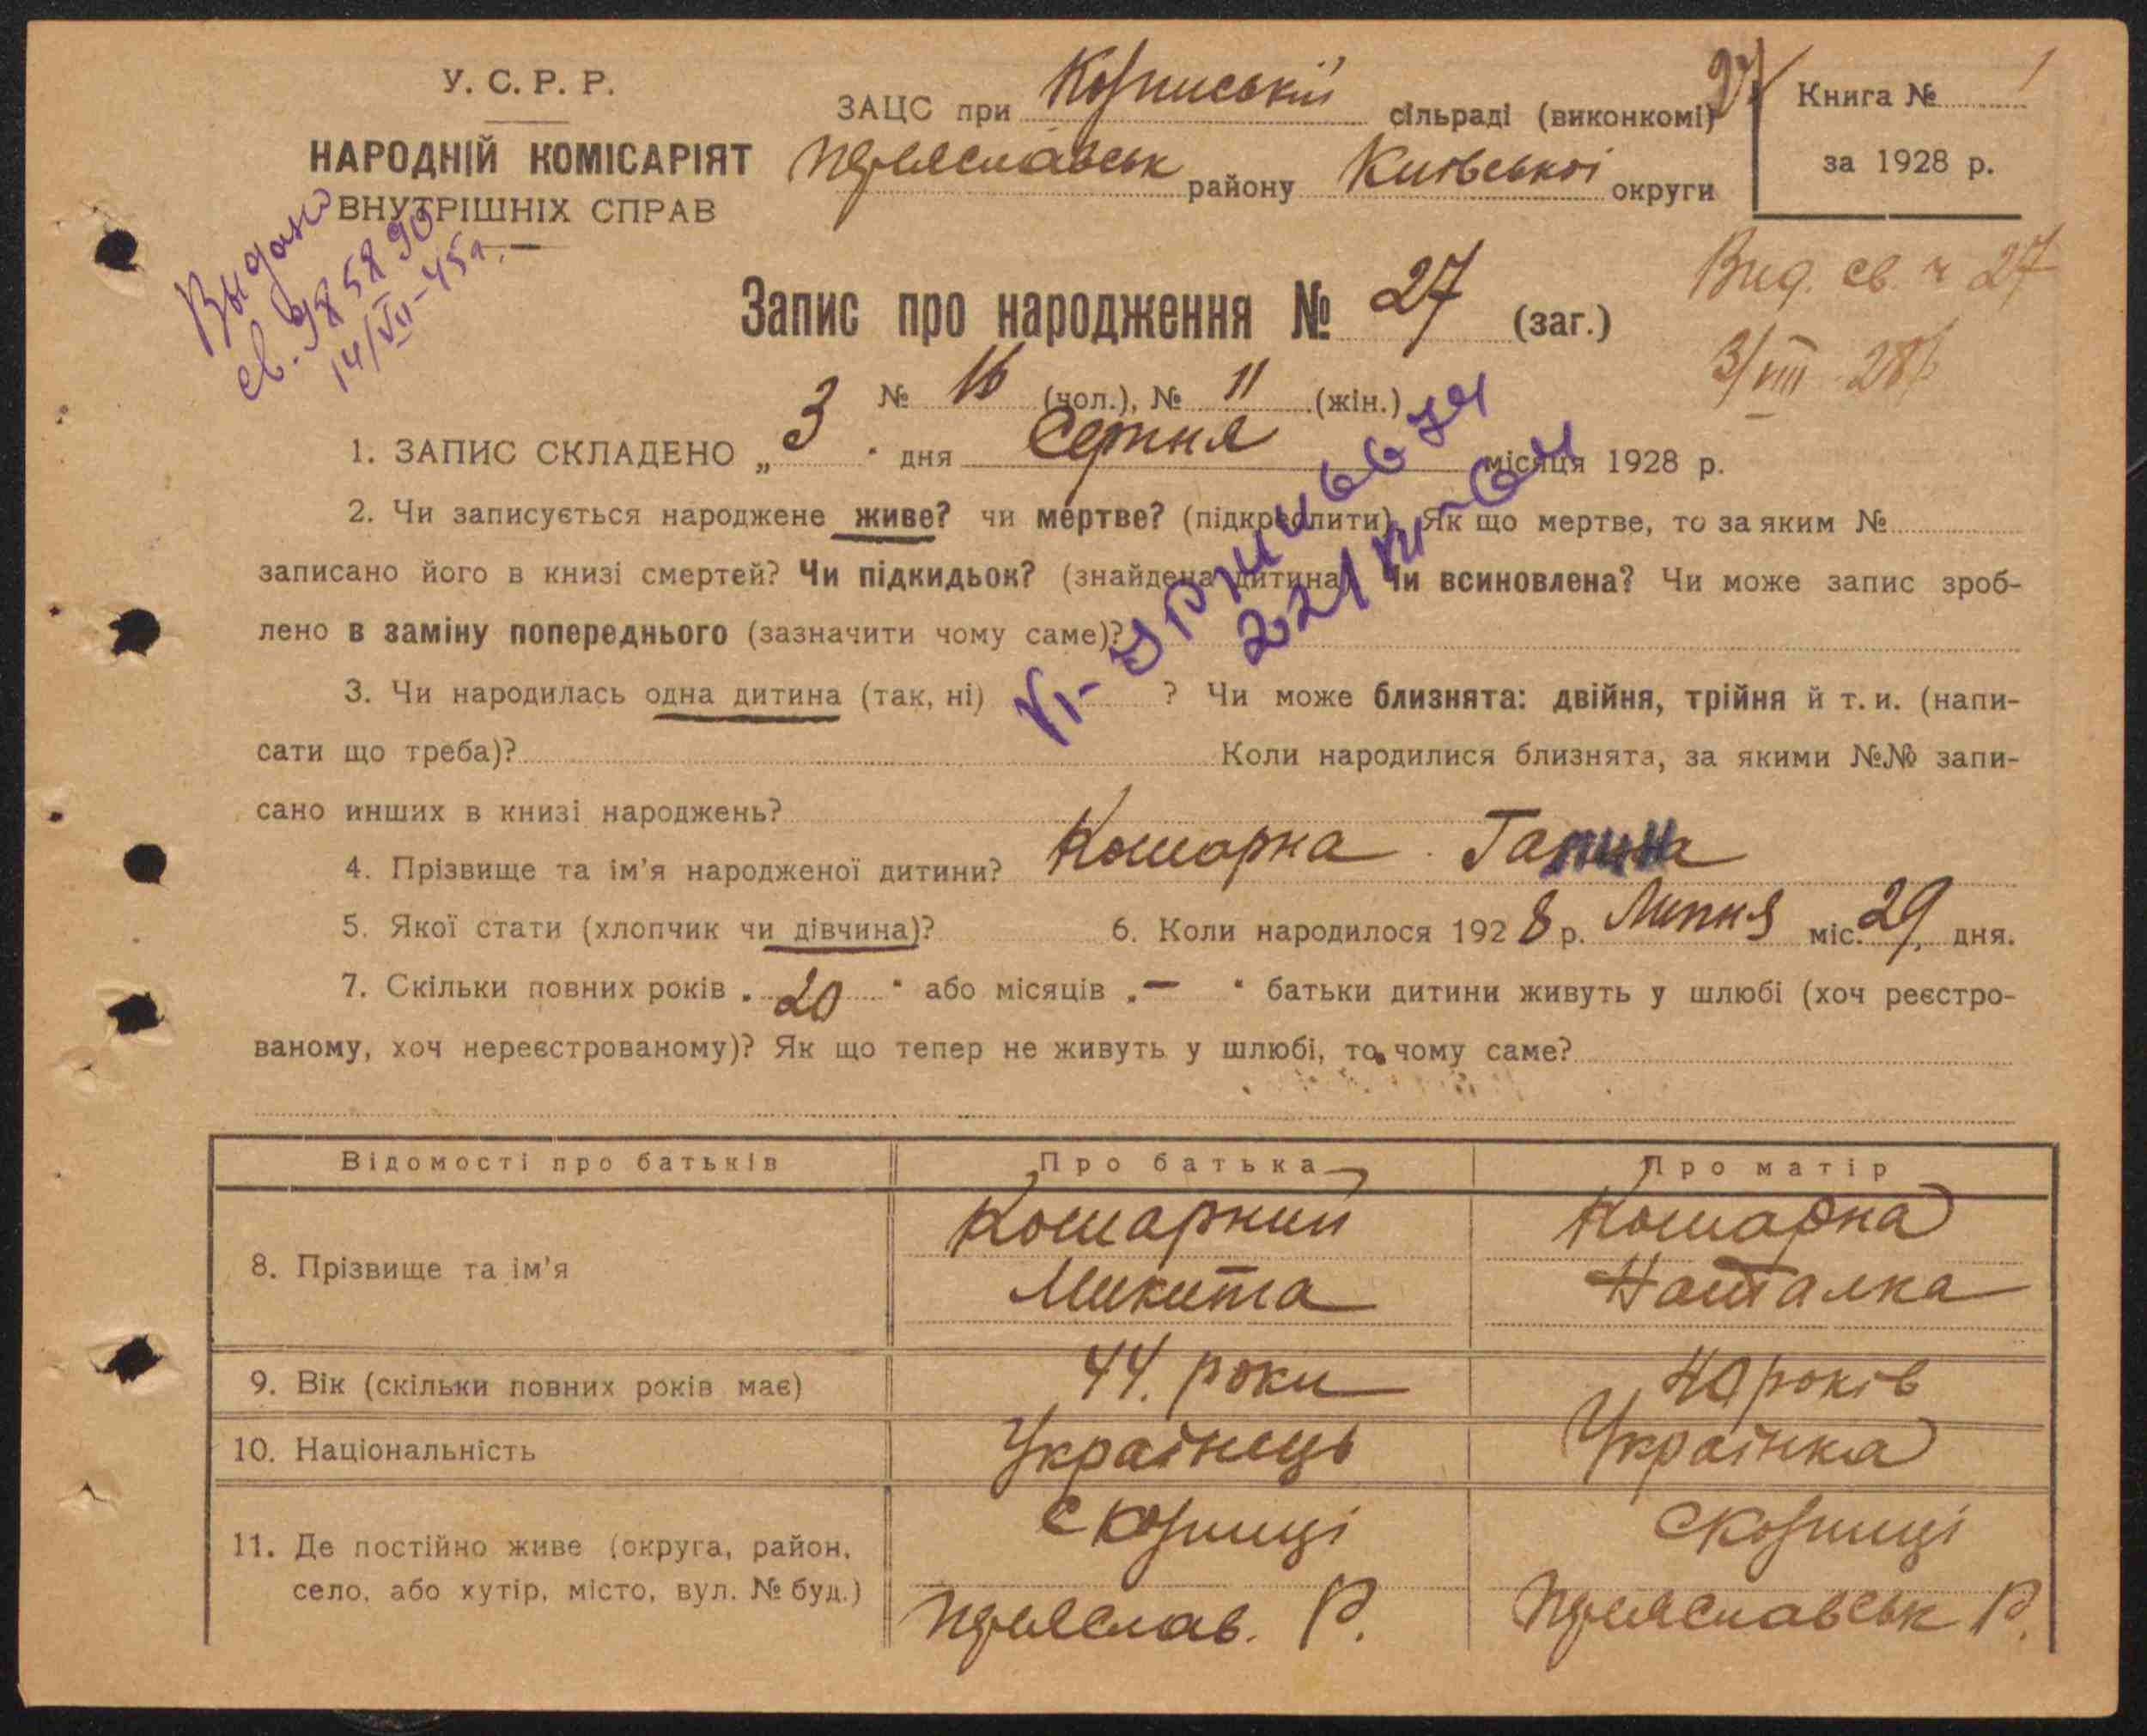 У. С. Р. Р.
НАРОДНІЙ КОМІСАРІЯТ
ВНУТРІШНІХ СПРАВ
ЗАЦС при сільраді (виконкомі)
Переяславськ району Київської округи
27
Книга № 1
за 1928 р.
Выдано
св.
14/VII-45г.
Вид. св. ч 27
3/VIII 28р
Запис про народження № 27 (заг.)
№ 16 (чол.), № 11 (жін.)
1. ЗАПИС СКЛАДЕНО „ 3 " дня Серпня місяця 1928 р.
2. Чи записується народжене живе? чи мертве? (підкреслити) Як що мертве, то за яким №
записано його в книзі смертей? Чи підкидьок? (знайдена дитина) Чи всиновлена? Чи може запис зроб-
лено в заміну попереднього (зазначити чому саме)?
3. Чи народилась одна дитина (так, ні) ? Чи може близнята: двійня, трійня й т. и. (напи-
сати що треба)? Коли народилися близнята, за якими №№ запи-
сано инших в книзі народжень?
4. Прізвище та ім'я народженої дитини? Кошарна Галина
5. Якої стати (хлопчик чи дівчина)? 6. Коли народилося 1928 р. Липня міс. 29, дня.
7. Скільки повних років „ 20 " або місяців „ — " батьки дитини живуть у шлюбі (хоч реєстро-
ваному, хоч нереєстрованому)? Як що тепер не живуть у шлюбі, то чому саме?
Відомості про батьків Про батька Про матір
8. Прізвище та ім'я Кошарний Кошарна
Микита Наталка
9. Вік (скільки повних років має) 44. роки 40 років
10. Національність Українець Українка
11. Де постійно живе (округа, район, с Корниці с Корниці
село, або хутір, місто, вул. № буд.) Переяслав. Р. Переяславськ Р.